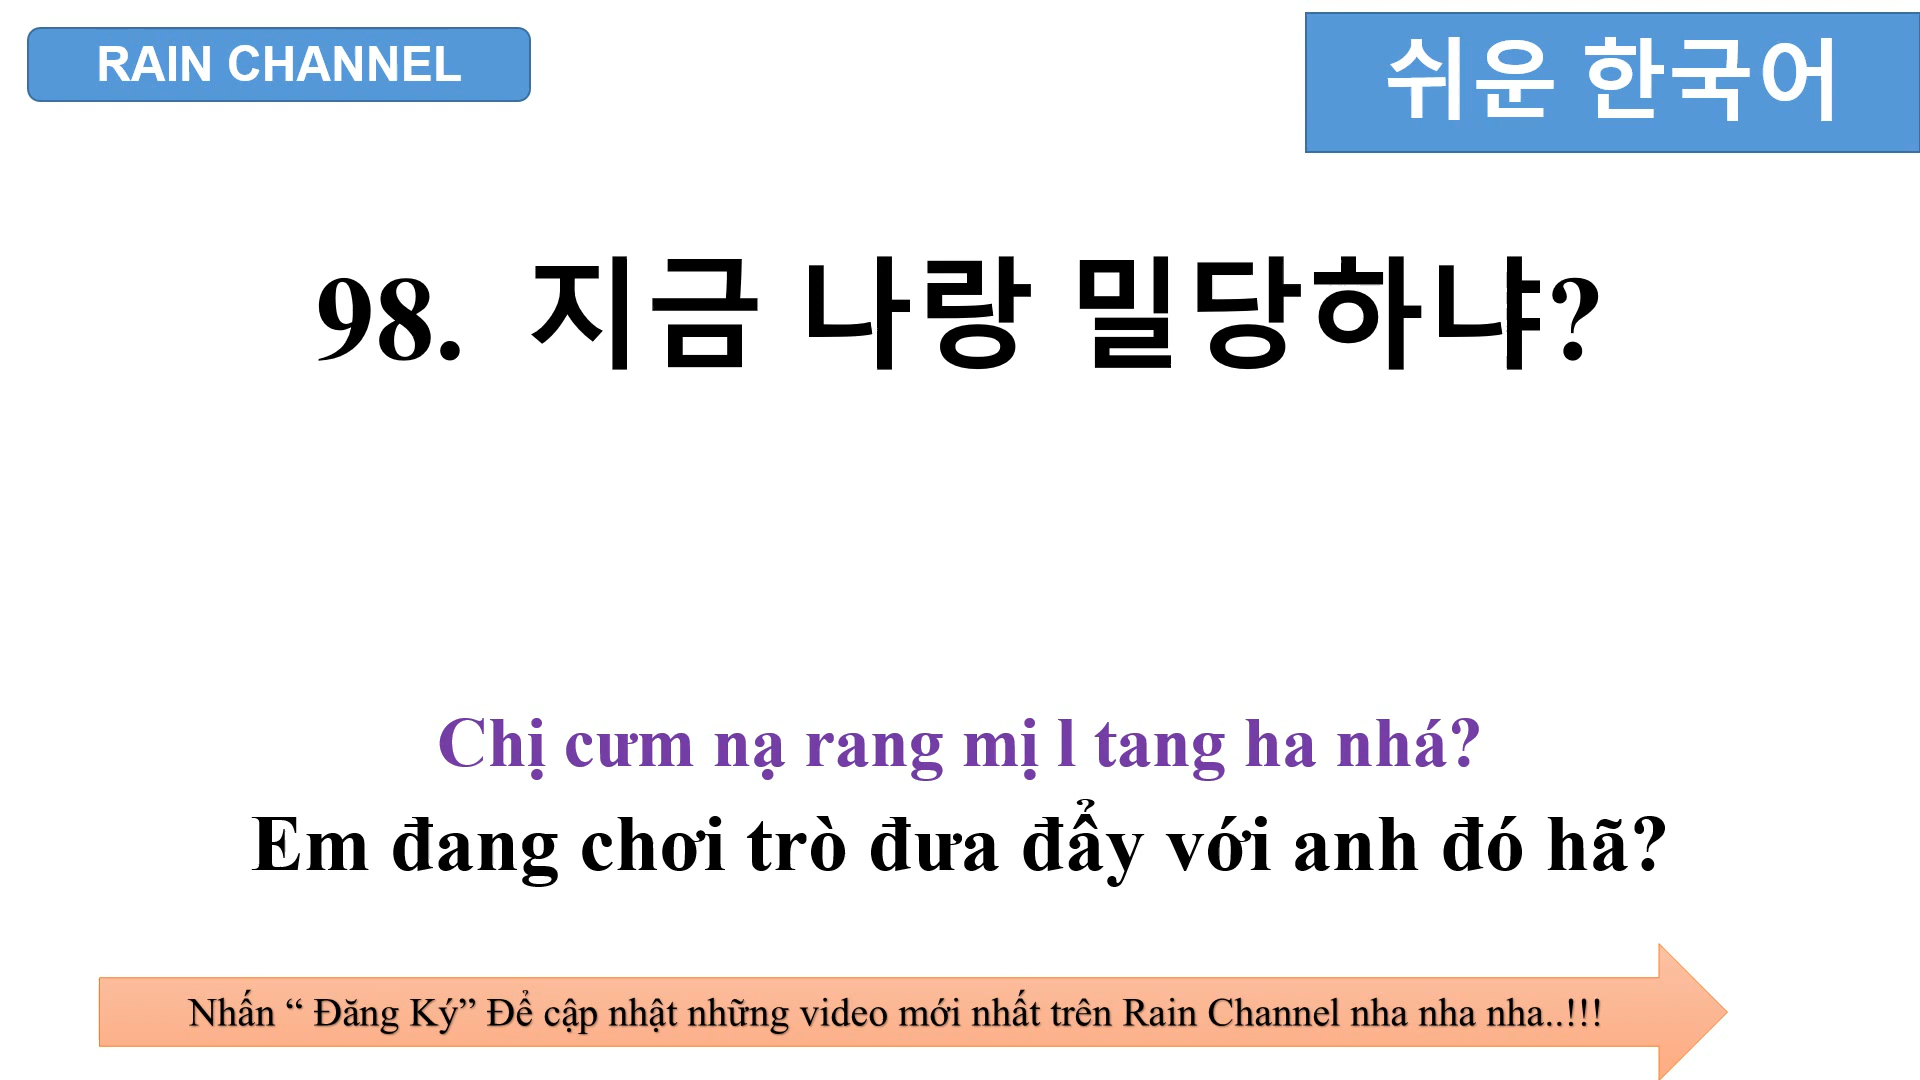 RAIN CHANNEL
쉬운 한국어
98. 지금 나랑 밀당하냐?
Chị cưm nạ rang mị l tang ha nhá?
Em đang chơi trò đưa đẩy với anh đó hã?
Nhấn “ Đăng Ký” Để cập nhật những video mới nhất trên Rain Channel nha nha nha..!!!